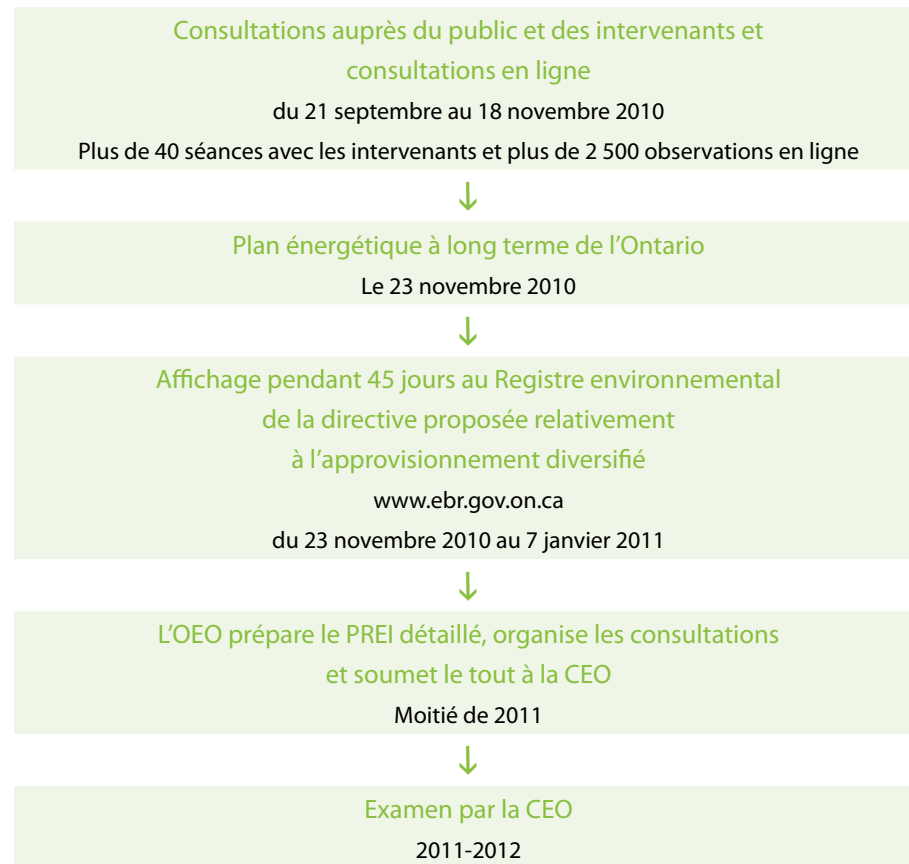 Consultations auprès du public et des intervenants et
consultations en ligne
du 21 septembre au 18 novembre 2010
Plus de 40 séances avec les intervenants et plus de 2 500 observations en ligne
↓
Plan énergétique à long terme de l’Ontario
Le 23 novembre 2010
↓
Affichage pendant 45 jours au Registre environnemental
de la directive proposée relativement
à l’approvisionnement diversifié
www.ebr.gov.on.ca
du 23 novembre 2010 au 7 janvier 2011
↓
L’OEO prépare le PREI détaillé, organise les consultations
et soumet le tout à la CEO
Moitié de 2011
↓
Examen par la CEO
2011-2012